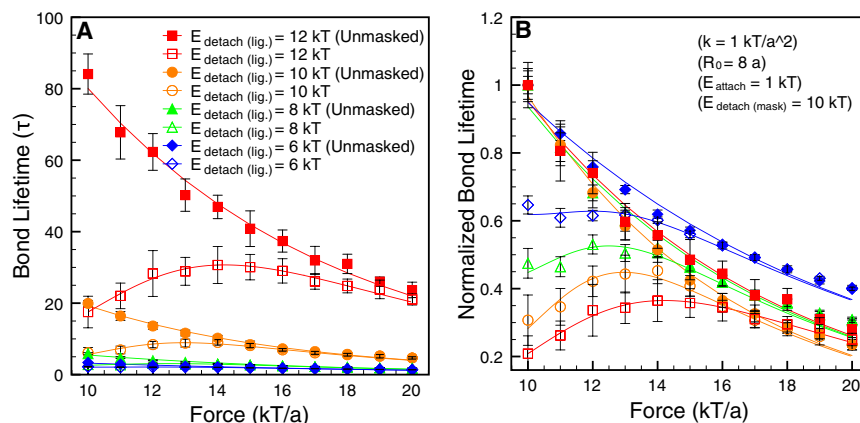 A
E detach (lig.) = 12 kT (Unmasked)
E detach (lig.) = 12 kT
E detach (lig.) = 10 kT (Unmasked)
E detach (lig.) = 10 kT
E detach (lig.) = 8 kT (Unmasked)
E detach (lig.) = 8 kT
E detach (lig.) = 6 kT (Unmasked)
E detach (lig.) = 6 kT
Bond Lifetime (τ)
100
80
60
40
20
0
10 12 14 16 18 20
Force (kT/a)
B
(k = 1 kT/a^2)
(R0 = 8 a)
(E attach = 1 kT)
(E detach (mask) = 10 kT)
Normalized Bond Lifetime
1
0.8
0.6
0.4
0.2
10 12 14 16 18 20
Force (kT/a)